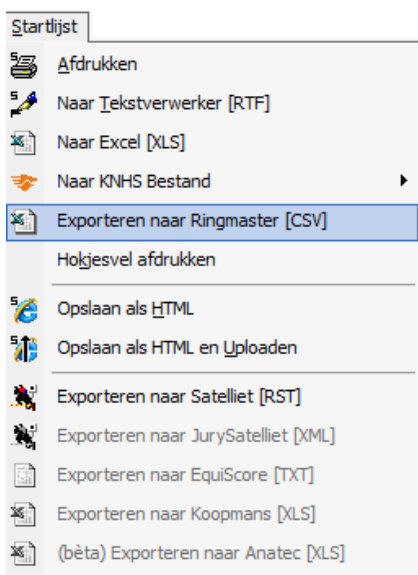 Startlijst
Afdrukken
Naar Tekstverwerker [RTF]
Naar Excel [XLS]
Naar KNHS Bestand
Exporteren naar Ringmaster [CSV]
Hokjesvel afdrukken
Opslaan als HTML
Opslaan als HTML en Uploaden
Exporteren naar Satelliet [RST]
Exporteren naar JurySatelliet [XML]
Exporteren naar EquiScore [TXT]
Exporteren naar Koopmans [XLS]
(bèta) Exporteren naar Anatec [XLS]